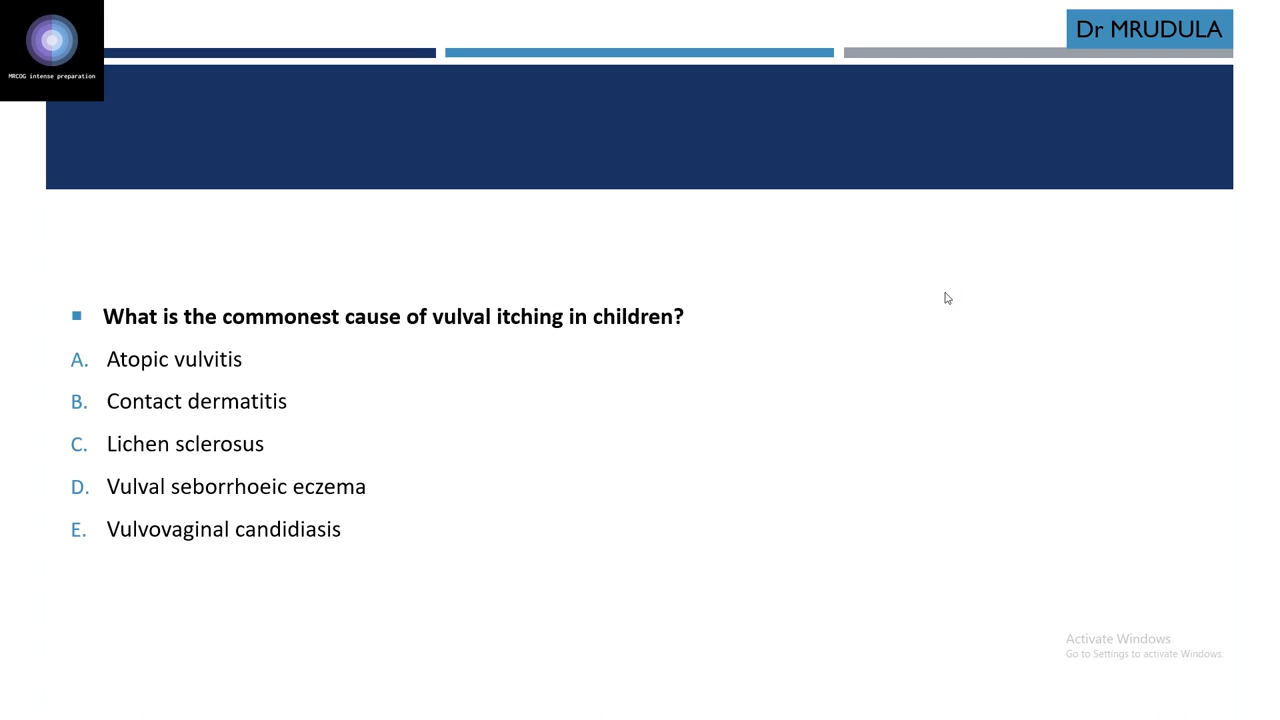 Dr MRUDULA
MRCOG intense preparation
What is the commonest cause of vulval itching in children?
A. Atopic vulvitis
B. Contact dermatitis
C. Lichen sclerosus
D. Vulval seborrhoeic eczema
E. Vulvovaginal candidiasis
Activate Windows
Go to Settings to activate Windows.